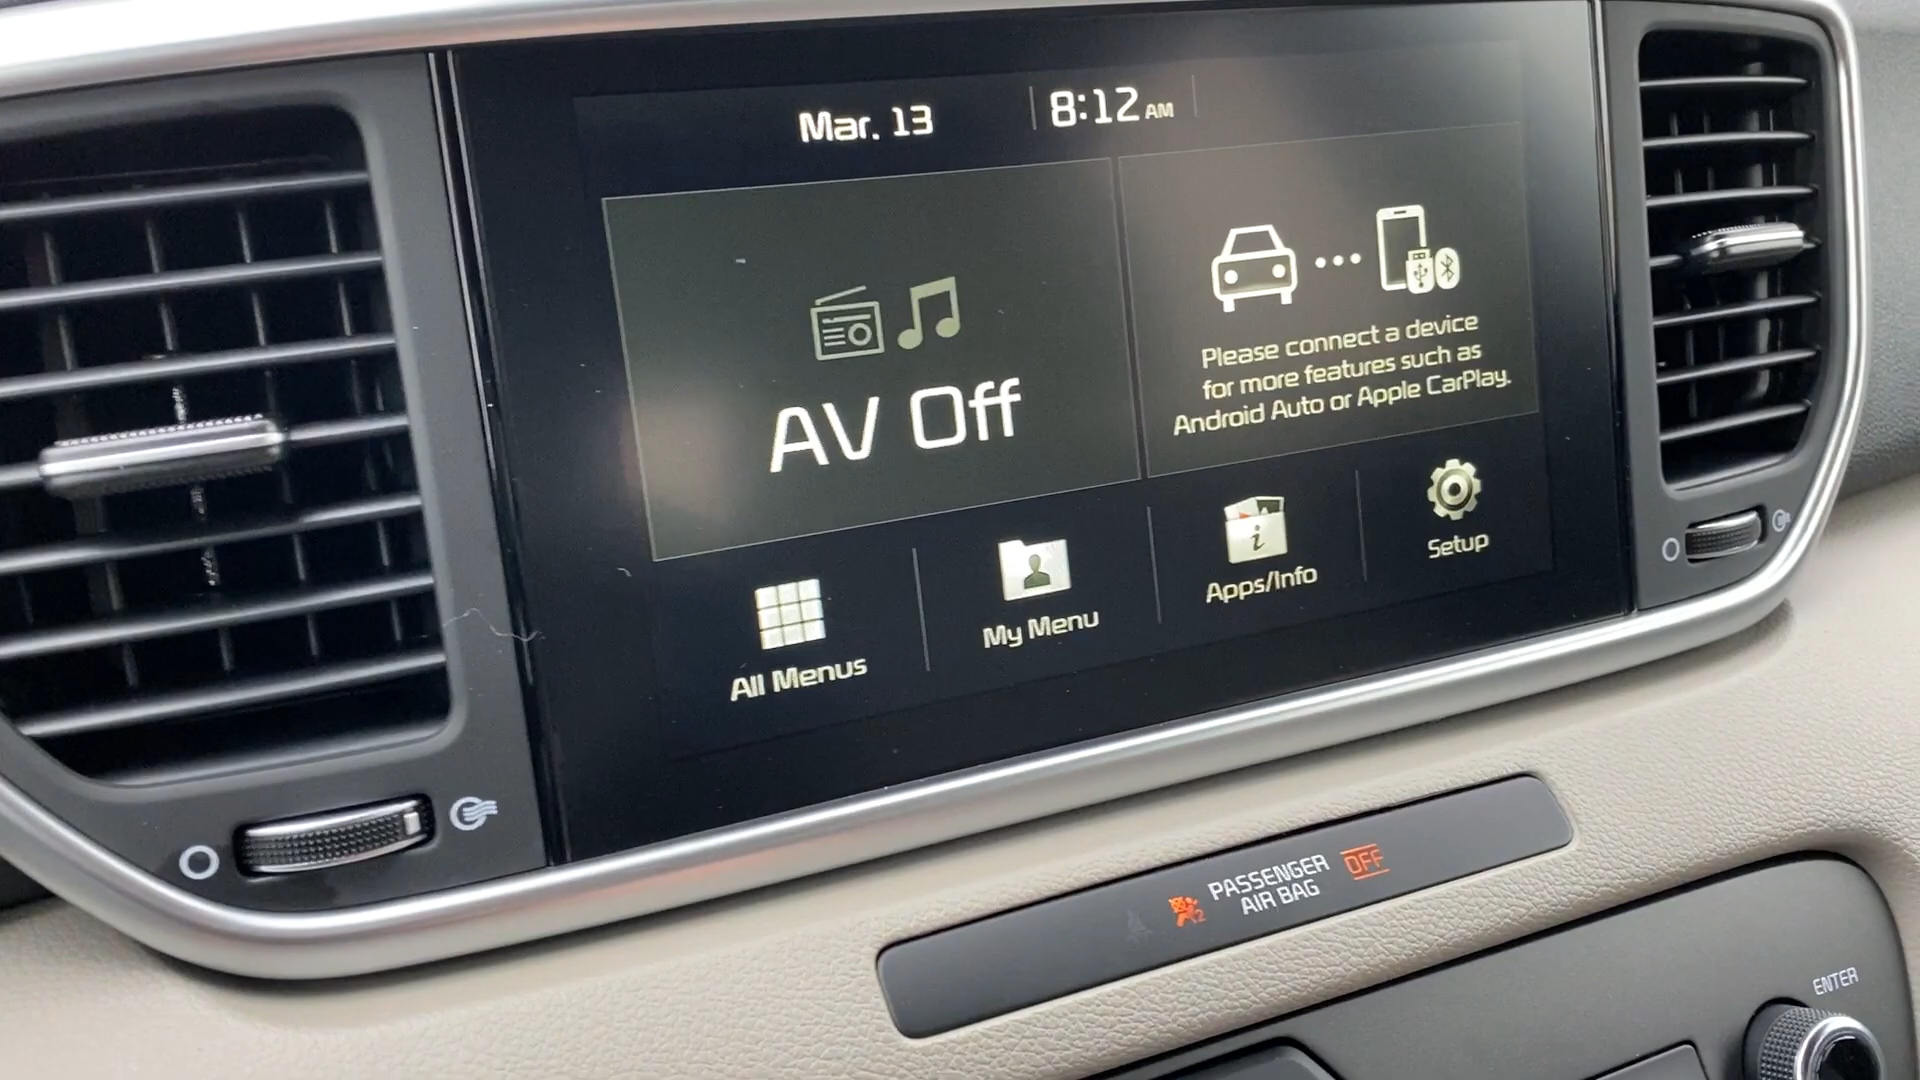 Mar. 13
8:12 AM
AV Off
Please connect a device
for more features such as
Android Auto or Apple CarPlay.
All Menus
My Menu
Apps/Info
Setup
PASSENGER
AIR BAG
OFF
ENTER